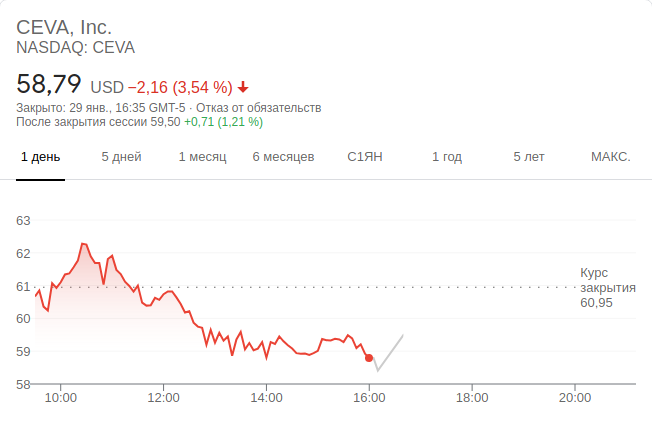 CEVA, Inc.
NASDAQ: CEVA
58,79 USD −2,16 (3,54 %)
Закрыто: 29 янв., 16:35 GMT-5 · Отказ от обязательств
После закрытия сессии 59,50 +0,71 (1,21 %)
1 день 5 дней 1 месяц 6 месяцев С1ЯН 1 год 5 лет МАКС.
63
62
61
60
59
58
Курс
закрытия
60,95
10:00 12:00 14:00 16:00 18:00 20:00